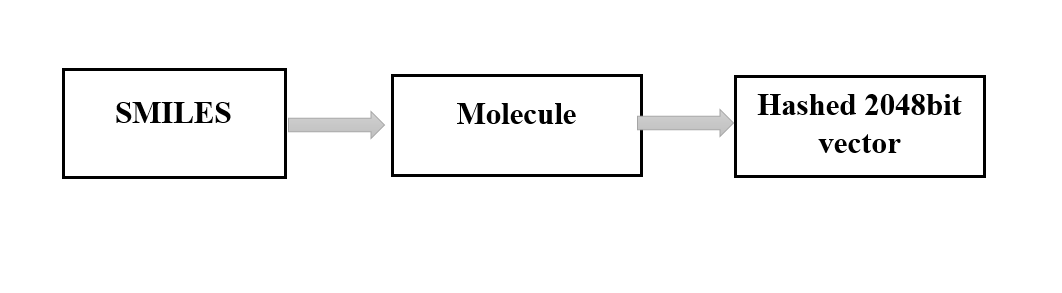 SMILES
Molecule
Hashed 2048bit
vector